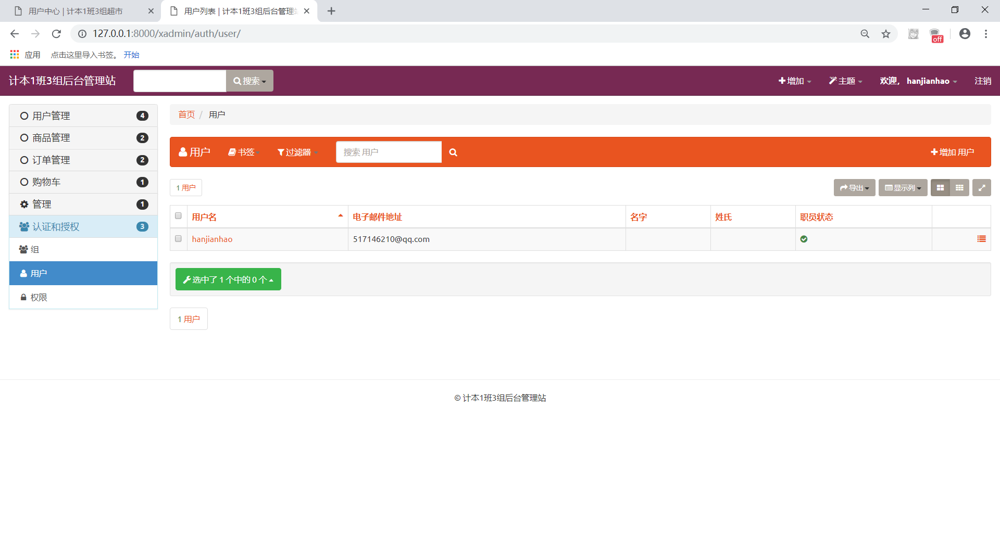 用户中心 | 计本1班3组超市
用户列表 | 计本1班3组后台管理
127.0.0.1:8000/xadmin/auth/user/
off
应用 点击这里导入书签。 开始
计本1班3组后台管理站
搜索
增加
主题
欢迎, hanjianhao
注销
用户管理 4
商品管理 2
订单管理 2
购物车 1
管理 1
认证和授权 3
组
用户
权限
首页 / 用户
用户
书签
过滤器
搜索 用户
增加 用户
1 用户
导出
显示列
用户名 电子邮件地址 名字 姓氏 职员状态
hanjianhao 517146210@qq.com
选中了 1 个中的 0 个
1 用户
© 计本1班3组后台管理站